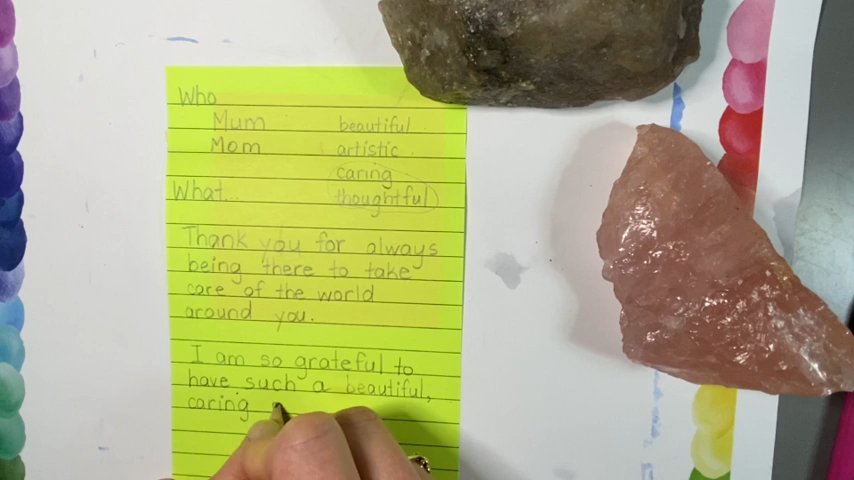 Who
Mum beautiful
Mom artistic
caring
What... thoughtful
Thank you for always
being there to take
care of the world
around you.
I am so grateful to
have such a beautiful,
caring